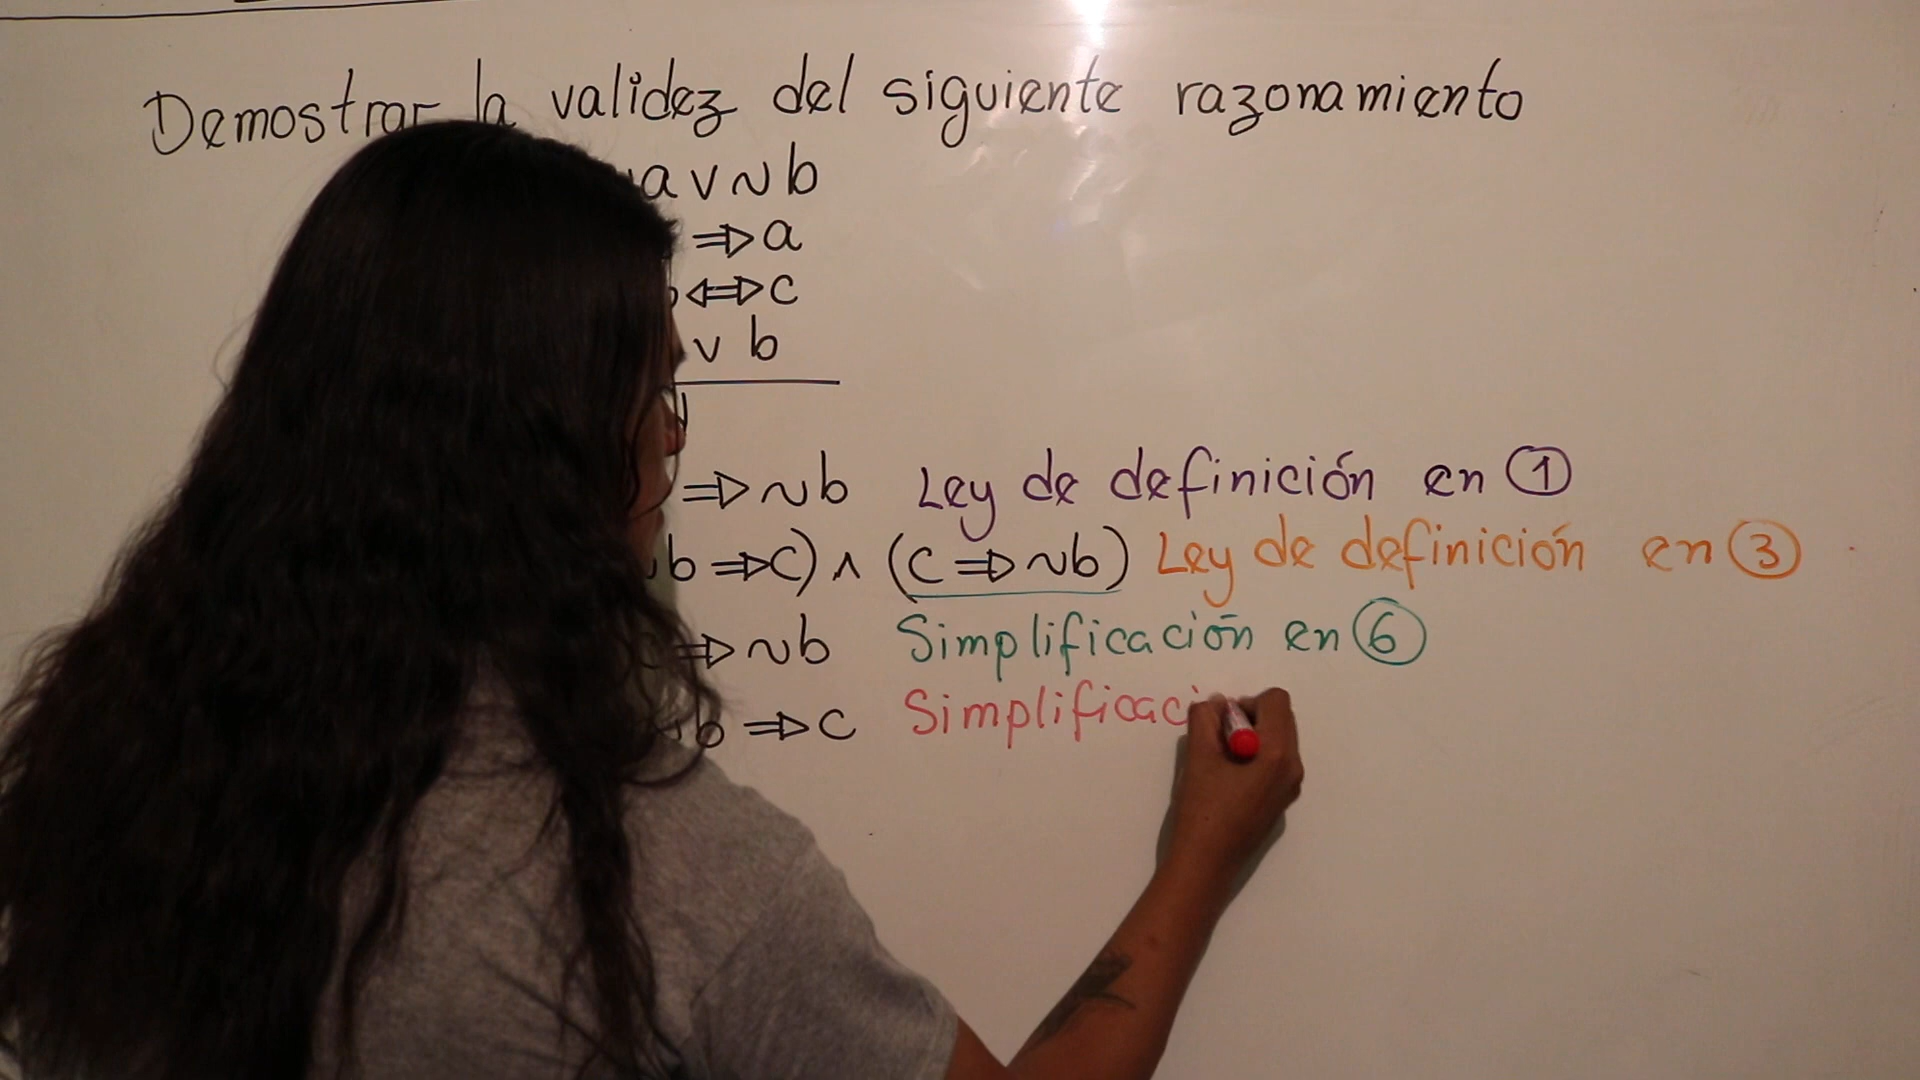 Demostrar la validez del siguiente razonamiento
a ∨ ~b
⇒ a
⇔ c
∨ b
⇒ ~b Ley de definición en ①
b ⇒ c) ∧ (c ⇒ ~b) Ley de definición en ③
⇒ ~b Simplificación en ⑥
b ⇒ c Simplificaci